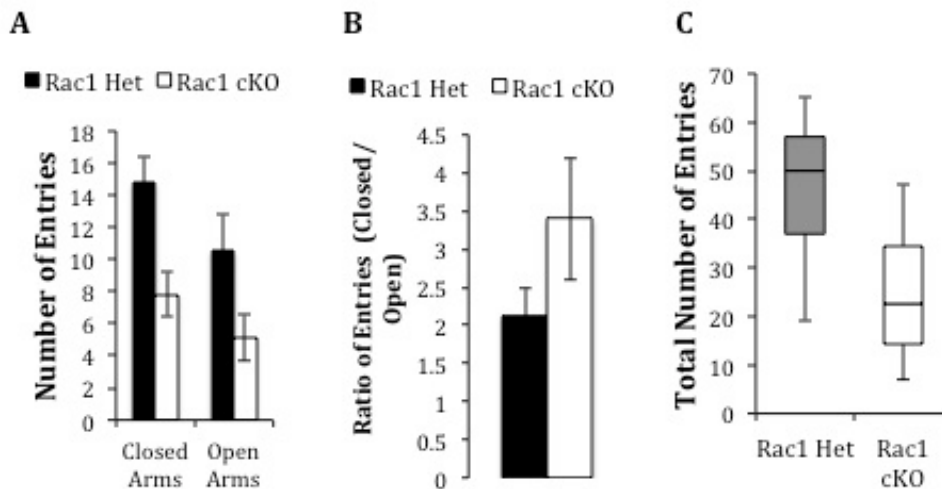 A
Rac1 Het Rac1 cKO
Number of Entries
18
16
14
12
10
8
6
4
2
0
Closed
Arms
Open
Arms
B
Rac1 Het Rac1 cKO
Ratio of Entries (Closed/
Open)
4.5
4
3.5
3
2.5
2
1.5
1
0.5
0
C
Total Number of Entries
70
60
50
40
30
20
10
0
Rac1 Het
Rac1
cKO